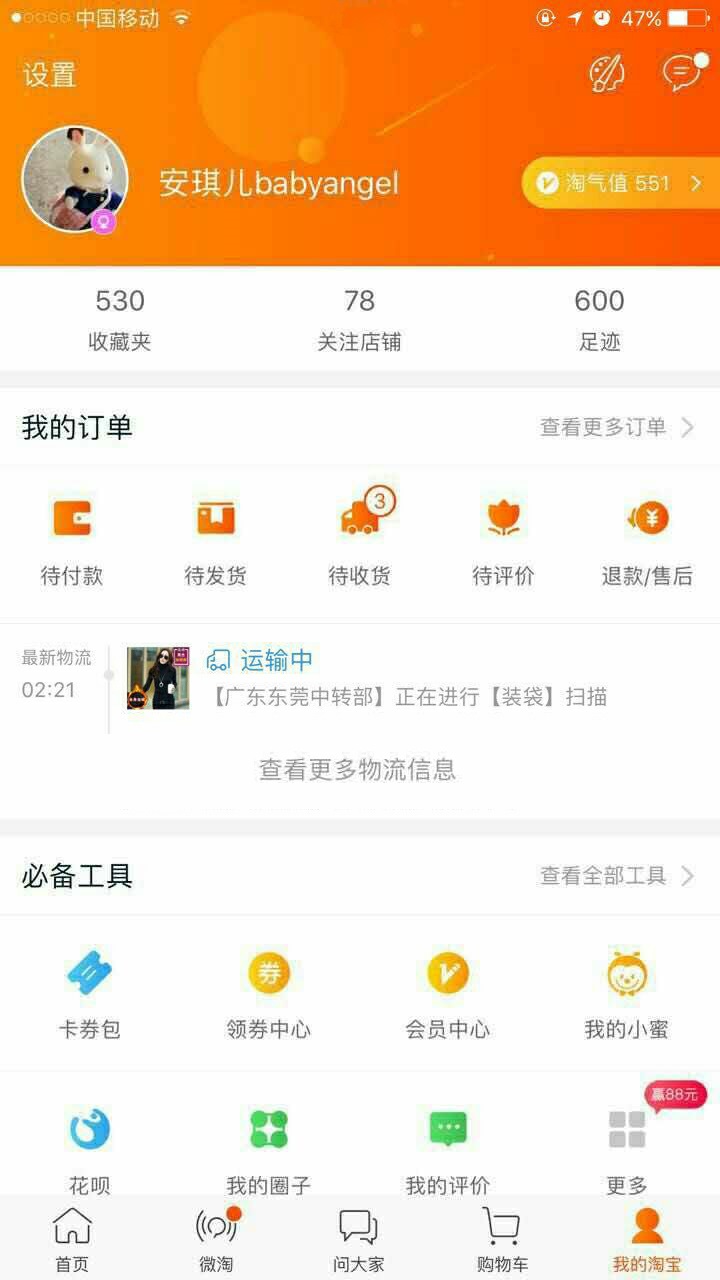 中国移动 47%
设置
安琪儿babyangel 淘气值 551
530 78 600
收藏夹 关注店铺 足迹
我的订单 查看更多订单
3
待付款 待发货 待收货 待评价 退款/售后
最新物流 运输中
02:21 【广东东莞中转部】正在进行【装袋】扫描
查看更多物流信息
必备工具 查看全部工具
券
卡券包 领券中心 会员中心 我的小蜜
赢88元
花呗 我的圈子 我的评价 更多
首页 微淘 问大家 购物车 我的淘宝